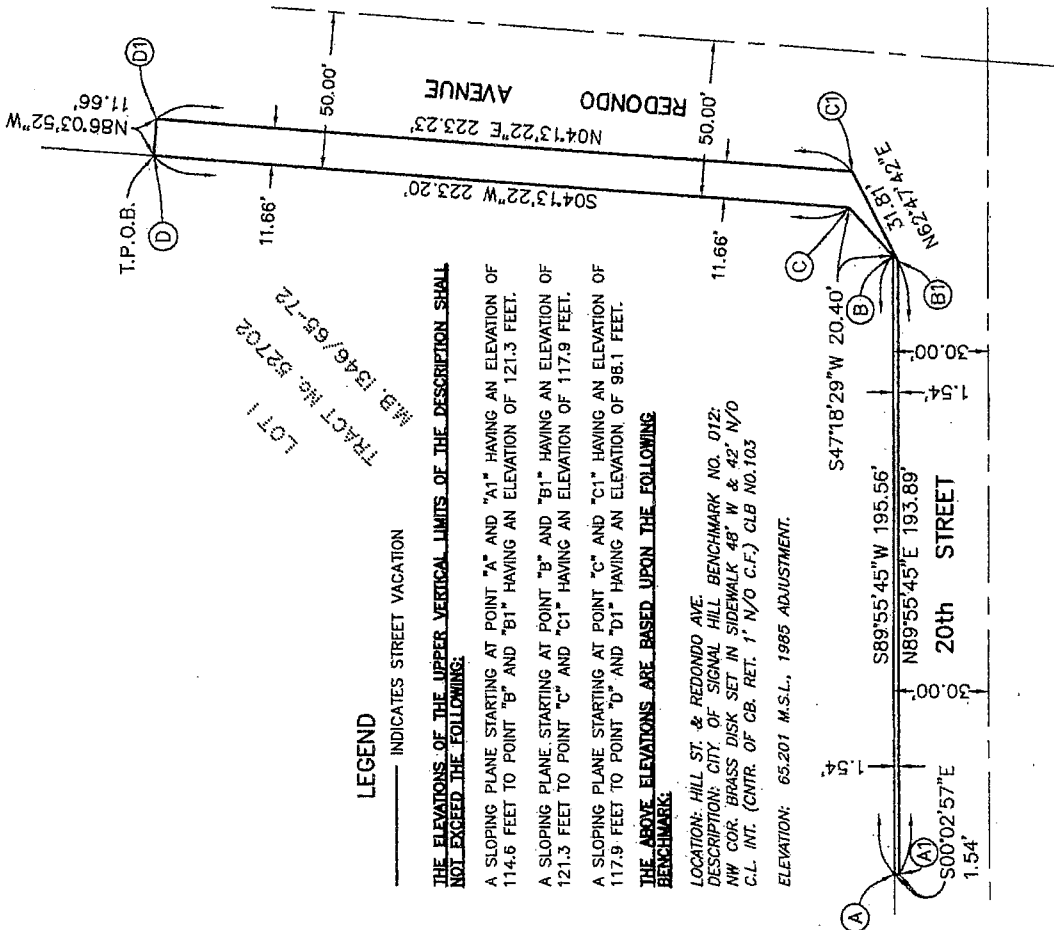 T.P.O.B.
N86°03'52"W
11.66'
D
D1
11.66'
50.00'
S04°13'22"W 223.20'
N04°13'22"E 223.23'
REDONDO AVENUE
50.00'
11.66'
C
C1
31.81'
N62°47'42"E
B
B1
S47°18'29"W 20.40'
30.00'
1.54'
S89°55'45"W 195.56'
N89°55'45"E 193.89'
20th STREET
30.00'
1.54'
A
A1
S00°02'57"E
1.54'
LOT 1
TRACT No. 52702
M.B. 1346/65-72
LEGEND
INDICATES STREET VACATION
THE ELEVATIONS OF THE UPPER VERTICAL LIMITS OF THE DESCRIPTION SHALL
NOT EXCEED THE FOLLOWING:
A SLOPING PLANE STARTING AT POINT "A" AND "A1" HAVING AN ELEVATION OF
114.6 FEET TO POINT "B" AND "B1" HAVING AN ELEVATION OF 121.3 FEET.
A SLOPING PLANE STARTING AT POINT "B" AND "B1" HAVING AN ELEVATION OF
121.3 FEET TO POINT "C" AND "C1" HAVING AN ELEVATION OF 117.9 FEET.
A SLOPING PLANE STARTING AT POINT "C" AND "C1" HAVING AN ELEVATION OF
117.9 FEET TO POINT "D" AND "D1" HAVING AN ELEVATION OF 98.1 FEET.
THE ABOVE ELEVATIONS ARE BASED UPON THE FOLLOWING
BENCHMARK:
LOCATION: HILL ST. & REDONDO AVE.
DESCRIPTION: CITY OF SIGNAL HILL BENCHMARK NO. 012:
NW COR. BRASS DISK SET IN SIDEWALK 48' W & 42' N/O
C.L. INT. (CNTR. OF CB. RET. 1' N/O C.F.) CLB NO.103
ELEVATION: 65.201 M.S.L., 1985 ADJUSTMENT.